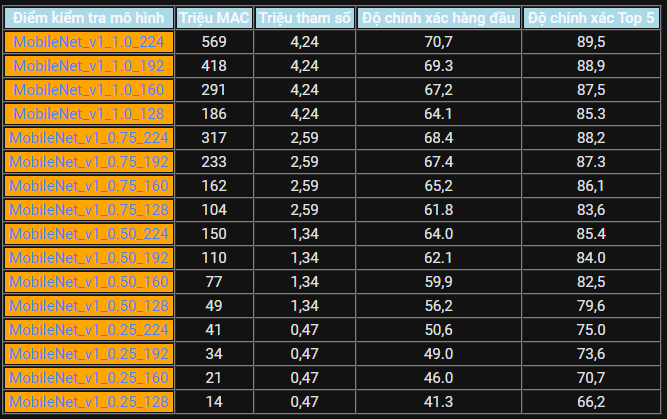 Điểm kiểm tra mô hình Triệu MAC Triệu tham số Độ chính xác hàng đầu Độ chính xác Top 5
MobileNet_v1_1.0_224 569 4,24 70,7 89,5
MobileNet_v1_1.0_192 418 4,24 69.3 88,9
MobileNet_v1_1.0_160 291 4,24 67,2 87,5
MobileNet_v1_1.0_128 186 4,24 64.1 85.3
MobileNet_v1_0.75_224 317 2,59 68.4 88,2
MobileNet_v1_0.75_192 233 2,59 67.4 87.3
MobileNet_v1_0.75_160 162 2,59 65,2 86,1
MobileNet_v1_0.75_128 104 2,59 61.8 83,6
MobileNet_v1_0.50_224 150 1,34 64.0 85.4
MobileNet_v1_0.50_192 110 1,34 62.1 84.0
MobileNet_v1_0.50_160 77 1,34 59,9 82,5
MobileNet_v1_0.50_128 49 1,34 56,2 79,6
MobileNet_v1_0.25_224 41 0,47 50,6 75.0
MobileNet_v1_0.25_192 34 0,47 49.0 73,6
MobileNet_v1_0.25_160 21 0,47 46.0 70,7
MobileNet_v1_0.25_128 14 0,47 41.3 66,2